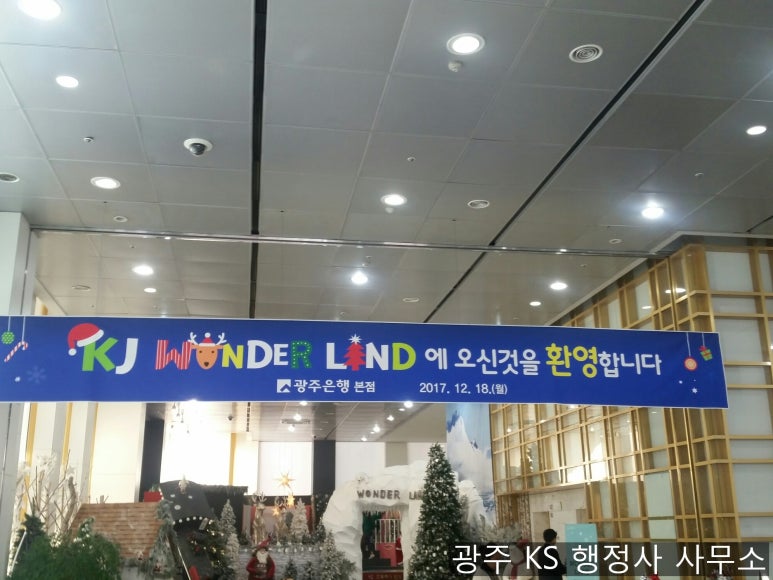 KJ WONDER LAND 에 오신것을 환영합니다
광주은행 본점 2017. 12. 18.(월)
WONDER LA
광주 KS 행정사 사무소